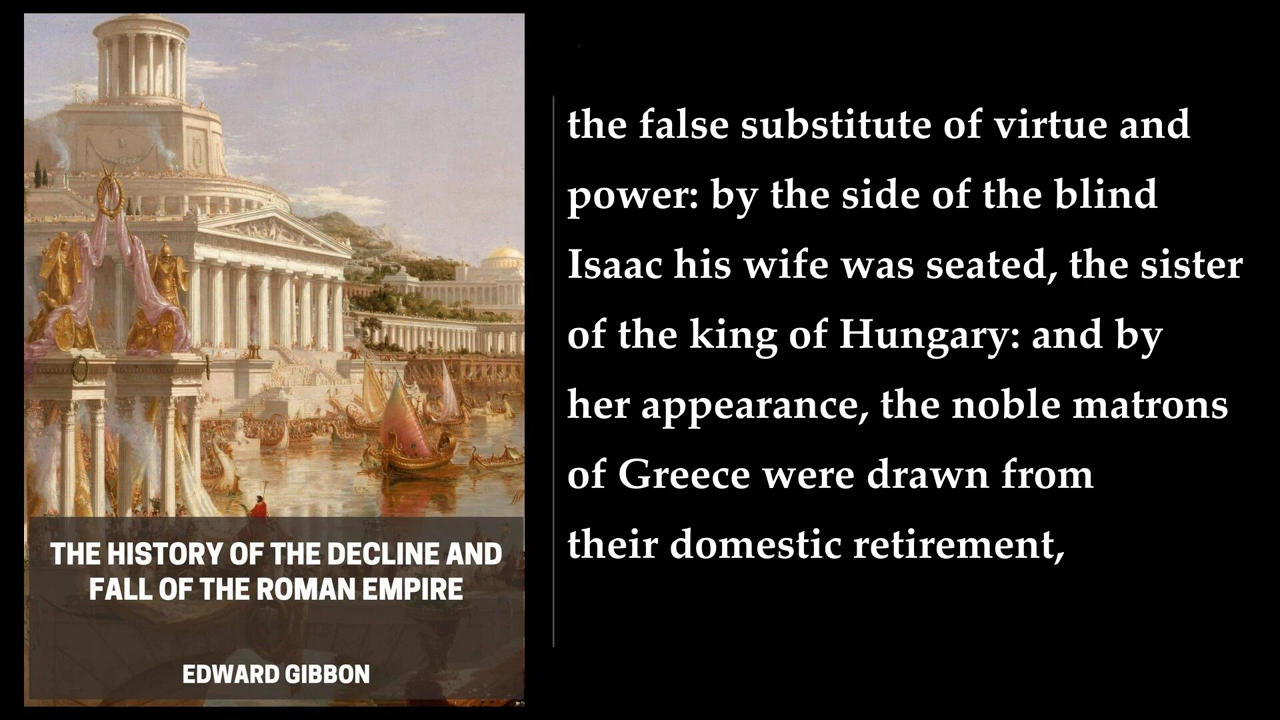 THE HISTORY OF THE DECLINE AND
FALL OF THE ROMAN EMPIRE
EDWARD GIBBON
the false substitute of virtue and
power: by the side of the blind
Isaac his wife was seated, the sister
of the king of Hungary: and by
her appearance, the noble matrons
of Greece were drawn from
their domestic retirement,